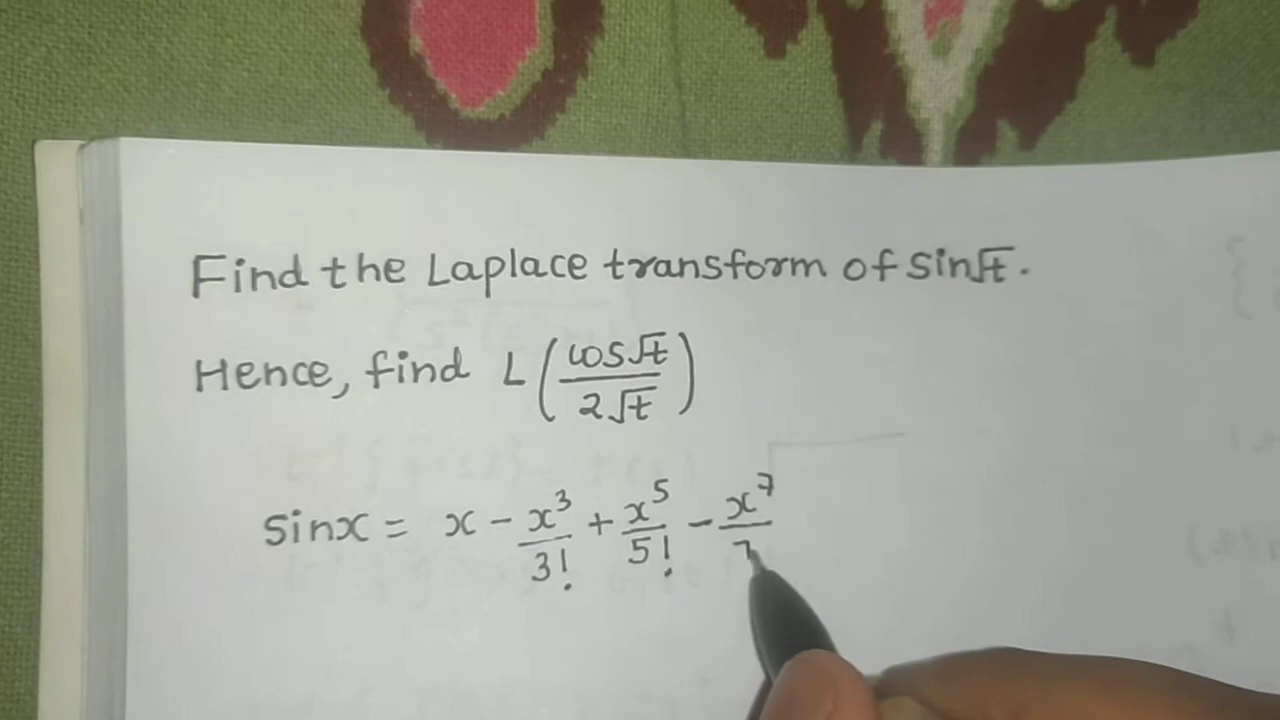 Find the Laplace transform of sin√t.
Hence, find L(cos√t / 2√t)
sinx = x - x³/3! + x⁵/5! - x⁷/7